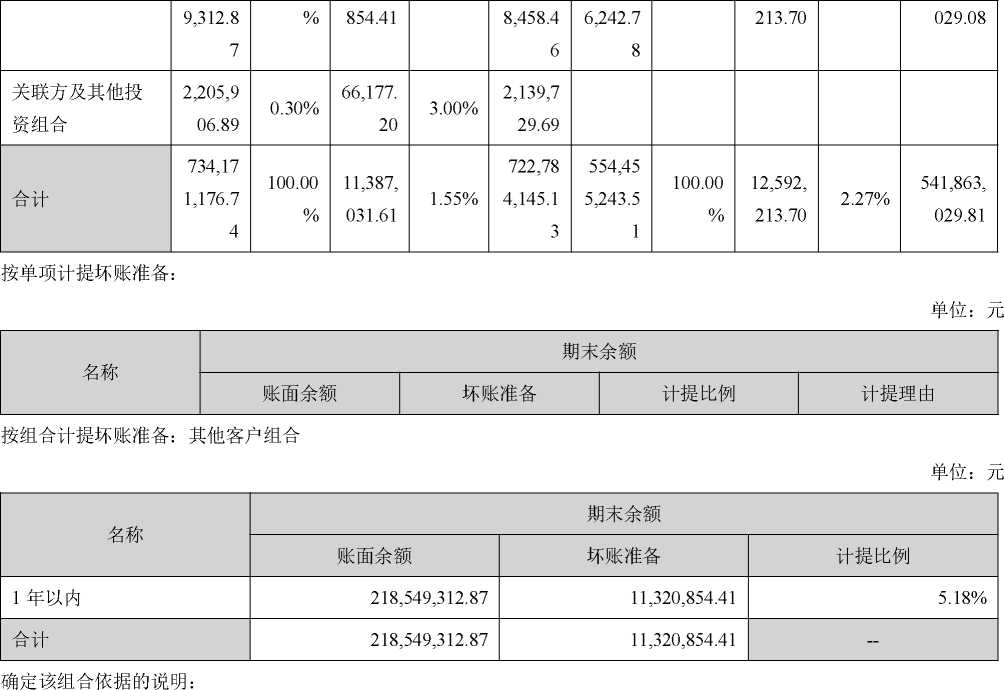 9,312.8 % 854.41 8,458.4 6,242.7 213.70 029.08
7 6 8
关联方及其他投 2,205,9 0.30% 66,177. 3.00% 2,139,7
资组合 06.89 20 29.69
734,17 722,78 554,45
合计 1,176.7 100.00 11,387, 1.55% 4,145.1 5,243.5 100.00 12,592, 2.27% 541,863,
4 % 031.61 3 1 % 213.70 029.81
按单项计提坏账准备：
单位：元
名称 期末余额
账面余额 坏账准备 计提比例 计提理由
按组合计提坏账准备：其他客户组合
单位：元
名称 期末余额
账面余额 坏账准备 计提比例
1 年以内 218,549,312.87 11,320,854.41 5.18%
合计 218,549,312.87 11,320,854.41 --
确定该组合依据的说明：